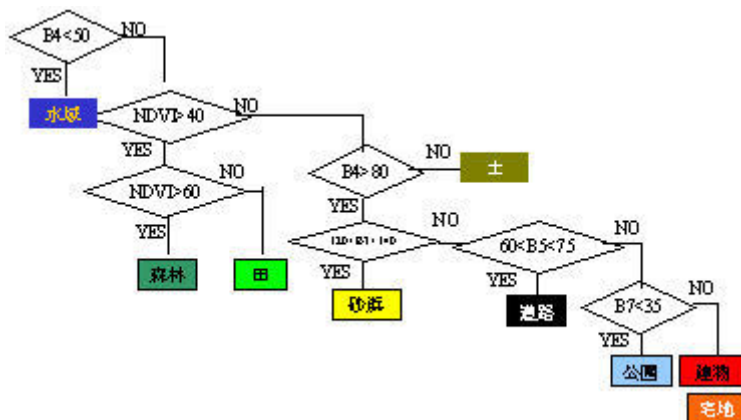 B4<50
NO
YES
水域
NDVI>40
NO
YES
B4>80
NO
土
NDVI>60
NO
YES
YES
NO
60<B5<75
NO
YES
YES
森林
田
砂浜
道路
B7<35
NO
YES
公園
建物
宅地